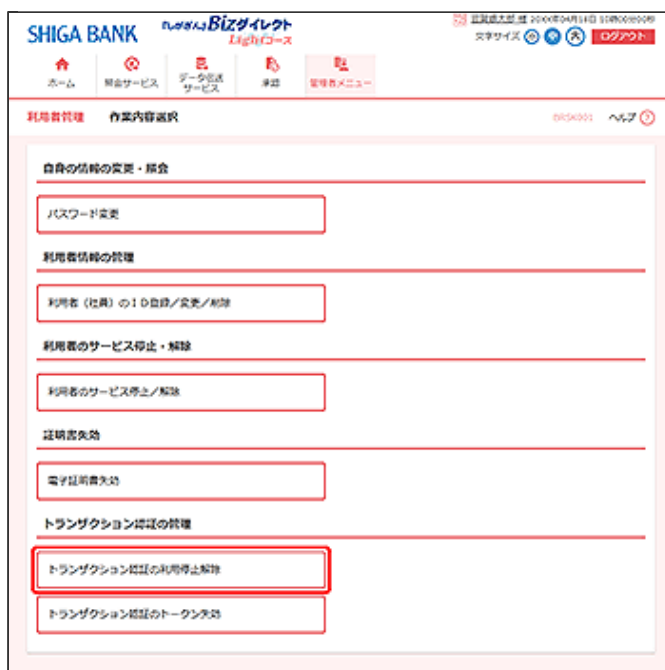 SHIGA BANK 『しがぎん』Bizダイレクト
Lightコース
文字サイズ 小 中 大 ログアウト
ホーム 照会サービス データ伝送サービス 承認 管理者メニュー
利用者管理 作業内容選択 BRSK001 ヘルプ
自身の情報の変更・照会
パスワード変更
利用者情報の管理
利用者(社員)のID登録/変更/削除
利用者のサービス停止・解除
利用者のサービス停止/解除
証明書失効
電子証明書失効
トランザクション認証の管理
トランザクション認証の利用停止解除
トランザクション認証のトークン失効